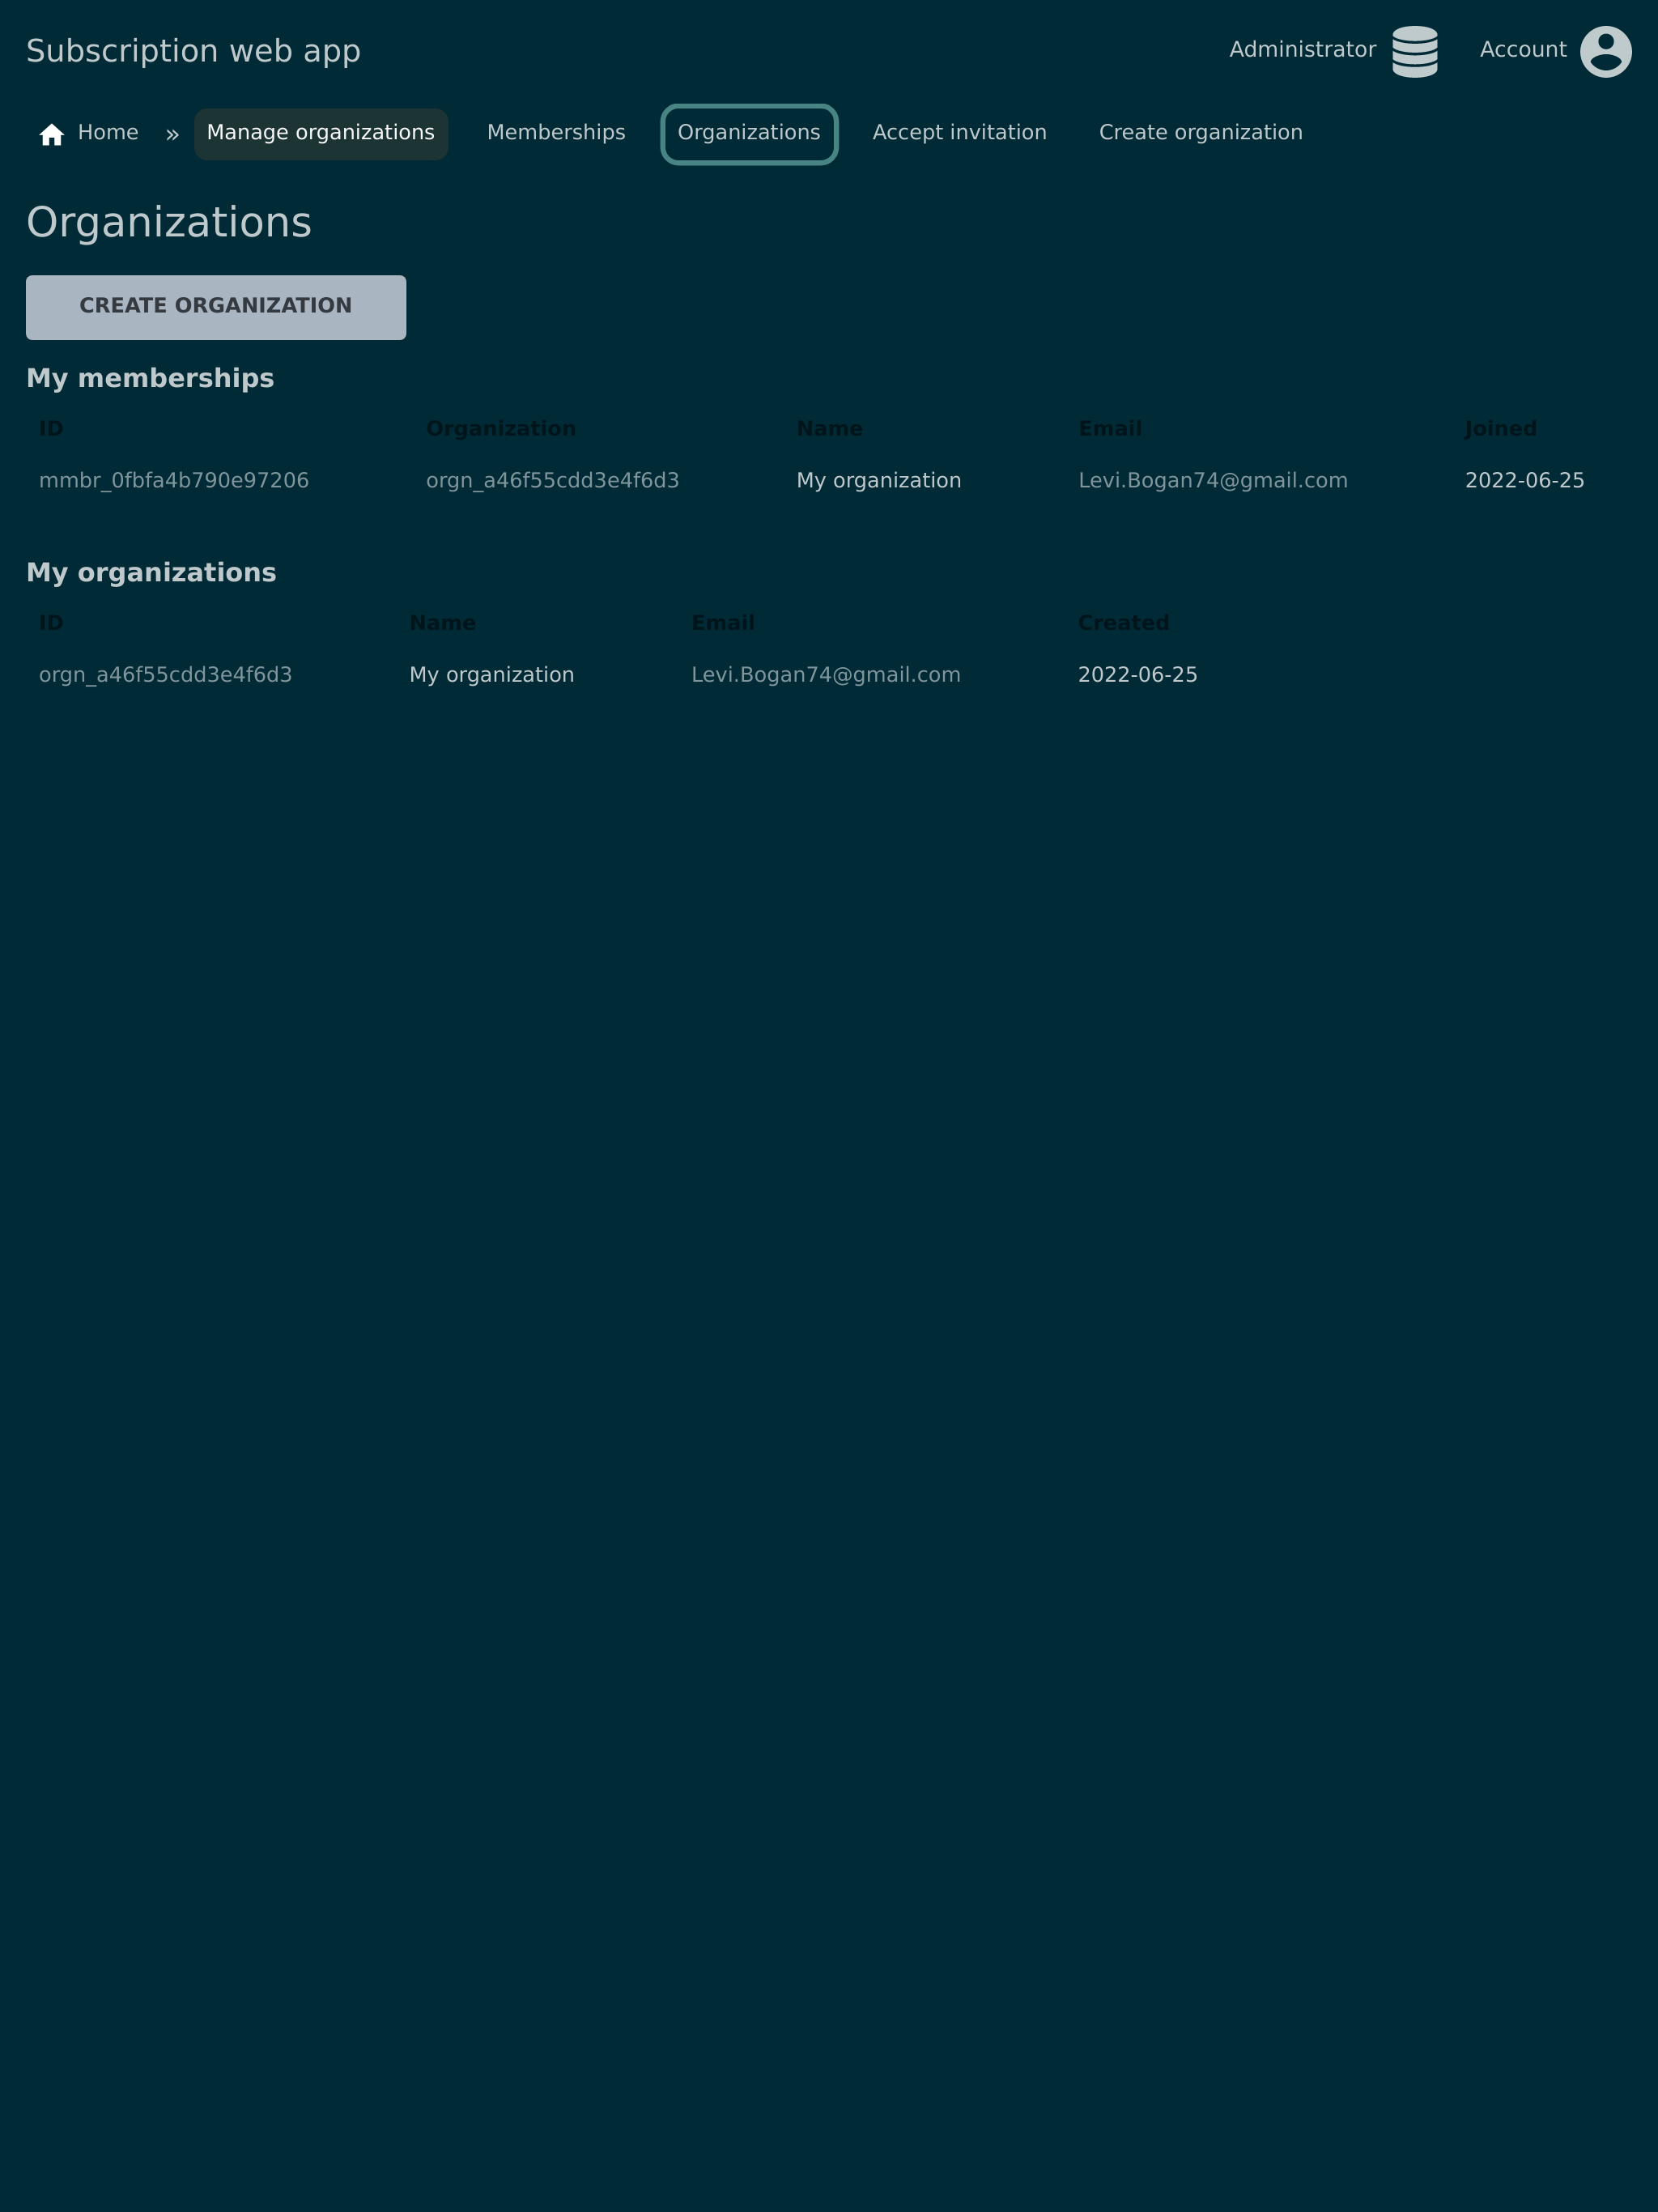 Subscription web app Administrator Account
Home » Manage organizations Memberships Organizations Accept invitation Create organization
Organizations
CREATE ORGANIZATION
My memberships
ID Organization Name Email Joined
mmbr_0fbfa4b790e97206 orgn_a46f55cdd3e4f6d3 My organization Levi.Bogan74@gmail.com 2022-06-25
My organizations
ID Name Email Created
orgn_a46f55cdd3e4f6d3 My organization Levi.Bogan74@gmail.com 2022-06-25